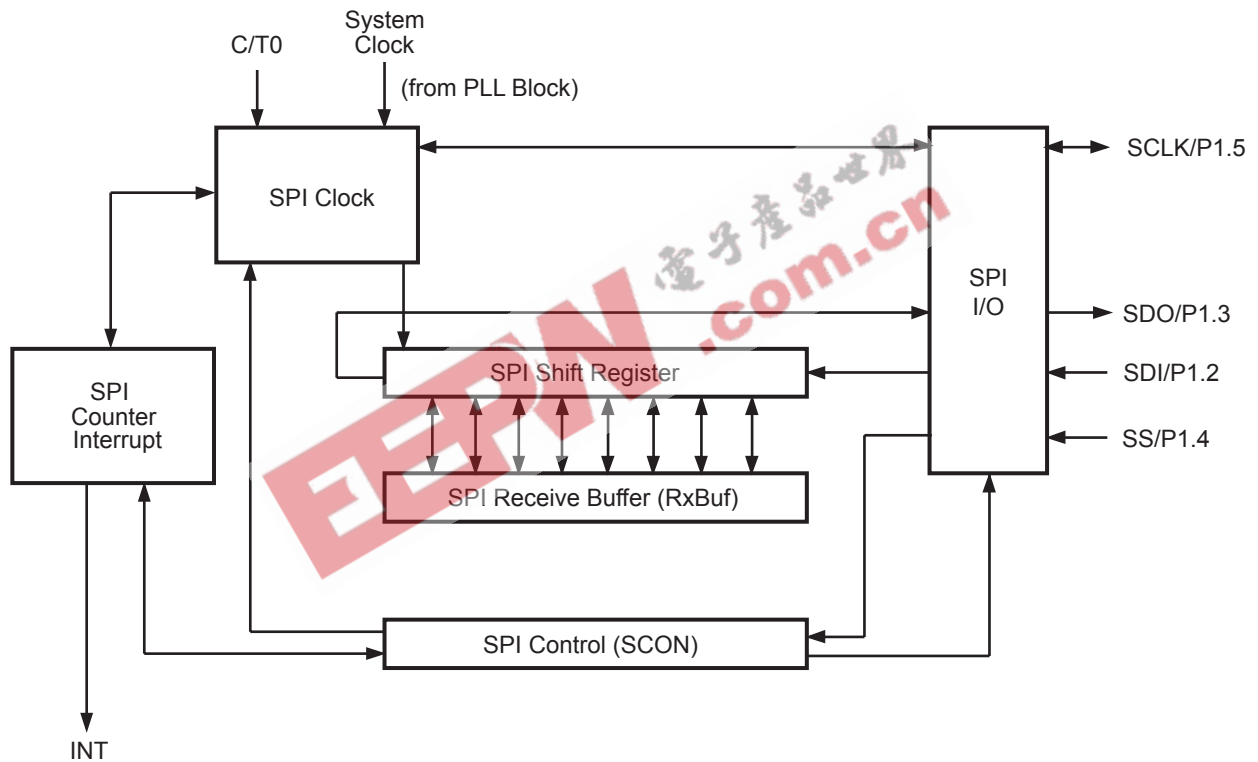 C/T0
System
Clock
(from PLL Block)
SPI Clock
SCLK/P1.5
SPI
I/O
SDO/P1.3
SDI/P1.2
SS/P1.4
SPI
Counter
Interrupt
SPI Shift Register
SPI Receive Buffer (RxBuf)
SPI Control (SCON)
INT
EEPW
.com.cn
電子產品世界